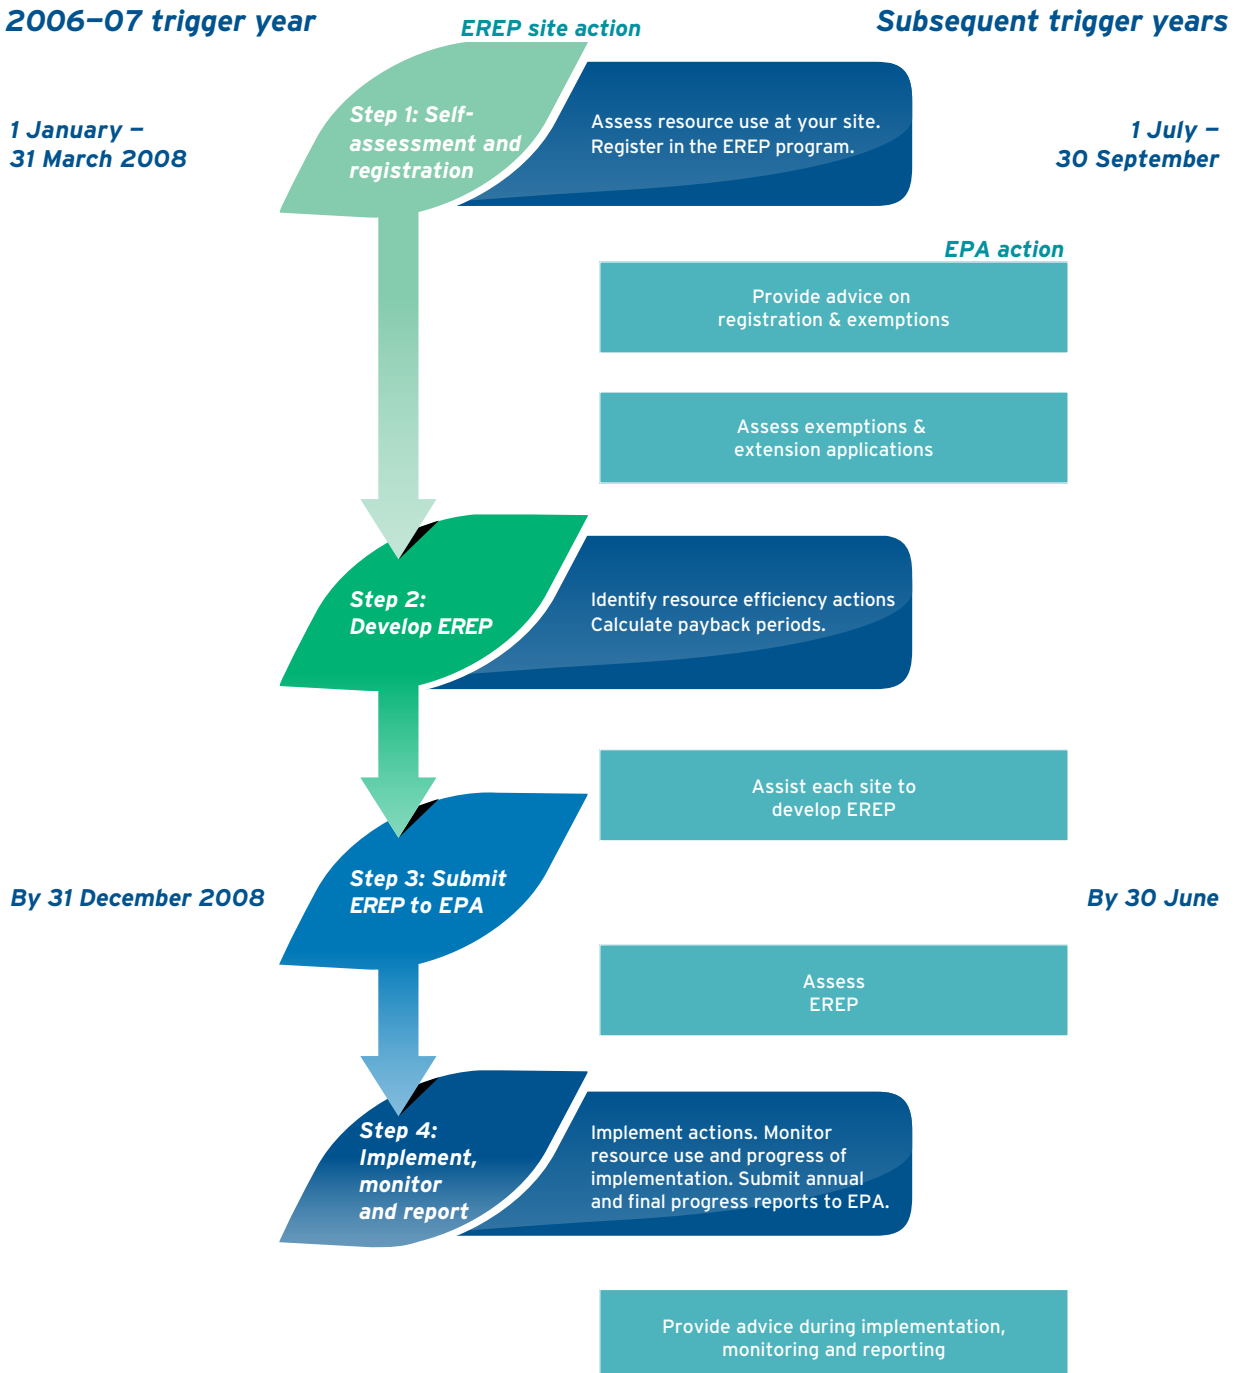 2006–07 trigger year
EREP site action
Subsequent trigger years
1 January –
31 March 2008
Step 1: Self-
assessment and
registration
Assess resource use at your site.
Register in the EREP program.
1 July –
30 September
EPA action
Provide advice on
registration & exemptions
Assess exemptions &
extension applications
Step 2:
Develop EREP
Identify resource efficiency actions
Calculate payback periods.
Assist each site to
develop EREP
By 31 December 2008
Step 3: Submit
EREP to EPA
By 30 June
Assess
EREP
Step 4:
Implement,
monitor
and report
Implement actions. Monitor
resource use and progress of
implementation. Submit annual
and final progress reports to EPA.
Provide advice during implementation,
monitoring and reporting